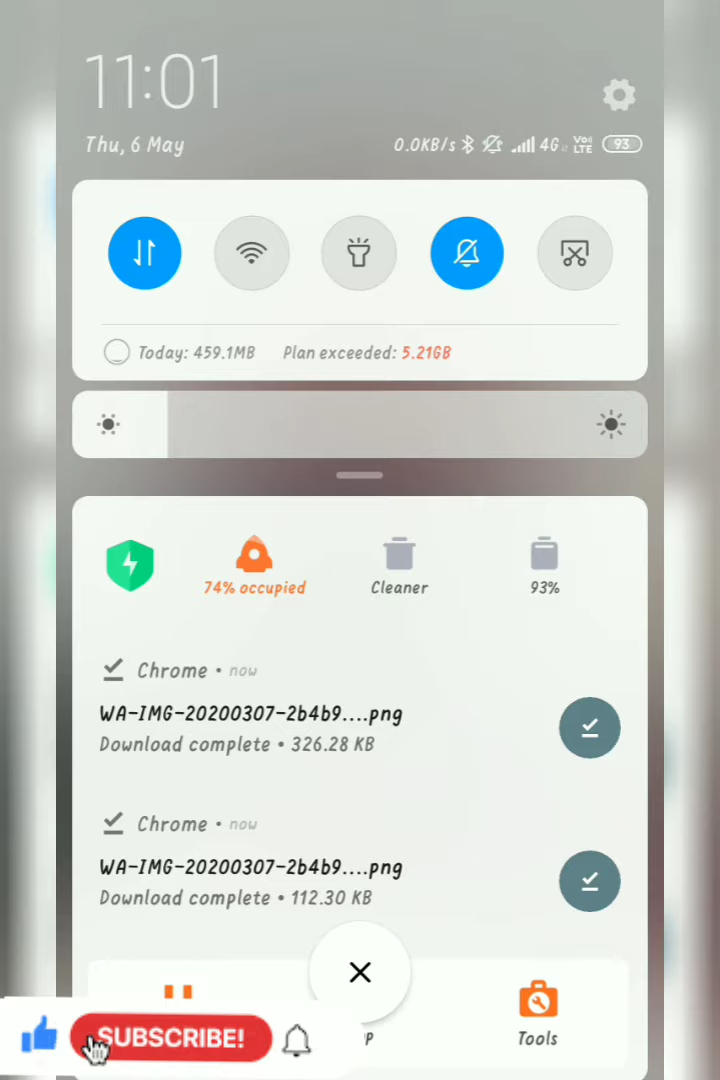 11:01
Thu, 6 May
0.0KB/s 4G Vo LTE 93
Today: 459.1MB Plan exceeded: 5.21GB
74% occupied Cleaner 93%
Chrome • now
WA-IMG-20200307-2b4b9....png
Download complete • 326.28 KB
Chrome • now
WA-IMG-20200307-2b4b9....png
Download complete • 112.30 KB
P Tools
SUBSCRIBE!